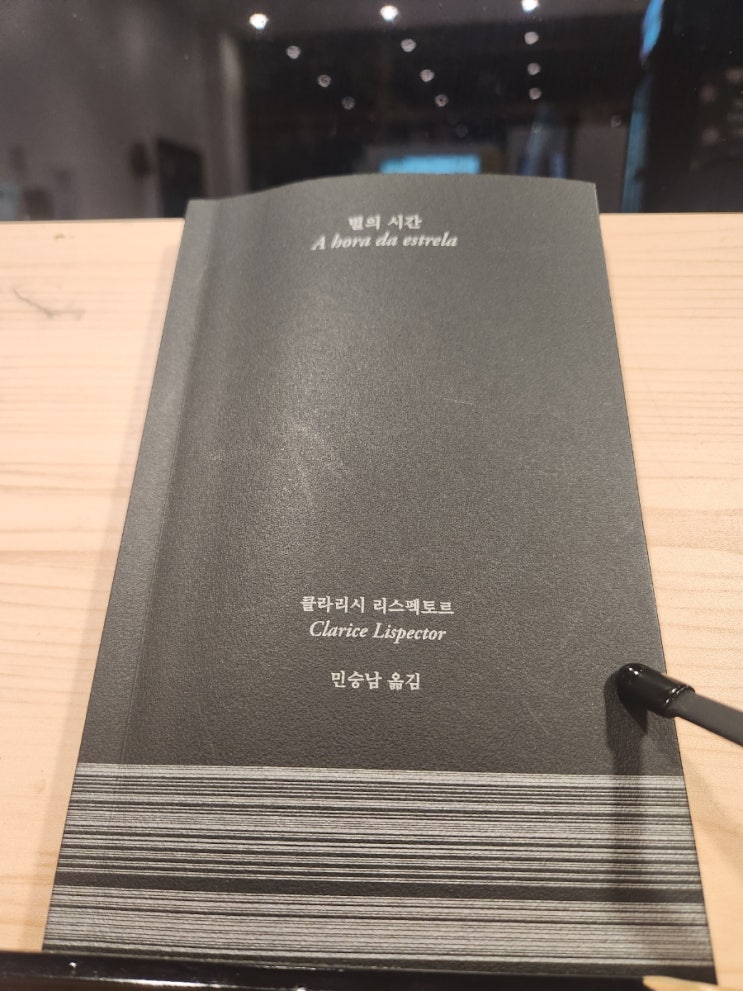 별의 시간
A hora da estrela
클라리시 리스펙토르
Clarice Lispector
민승남 옮김